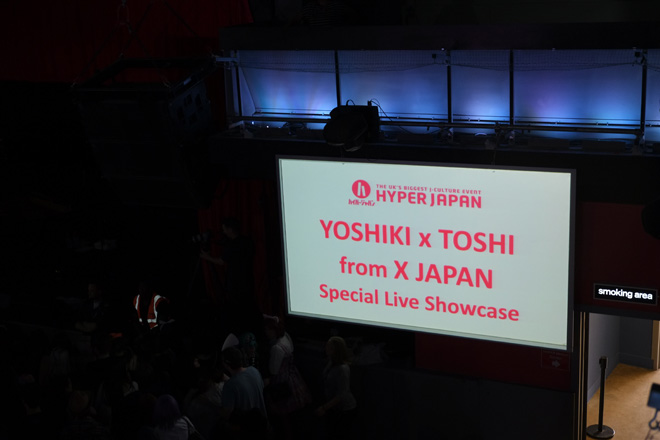 THE UK'S BIGGEST J-CULTURE EVENT
HYPER JAPAN
YOSHIKI x TOSHI
from X JAPAN
Special Live Showcase
smoking area